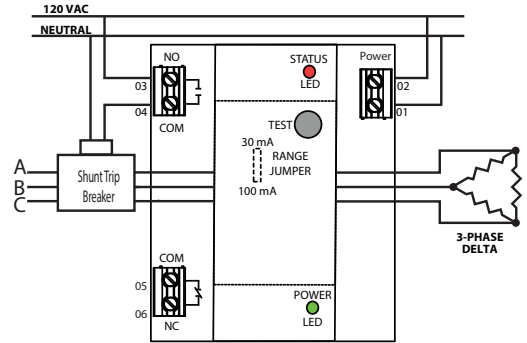 120 VAC
NEUTRAL
NO
STATUS
LED
Power
03
02
04
01
COM
TEST
30 mA
RANGE
JUMPER
100 mA
A
B
C
Shunt Trip
Breaker
3-PHASE
DELTA
COM
05
06
NC
POWER
LED